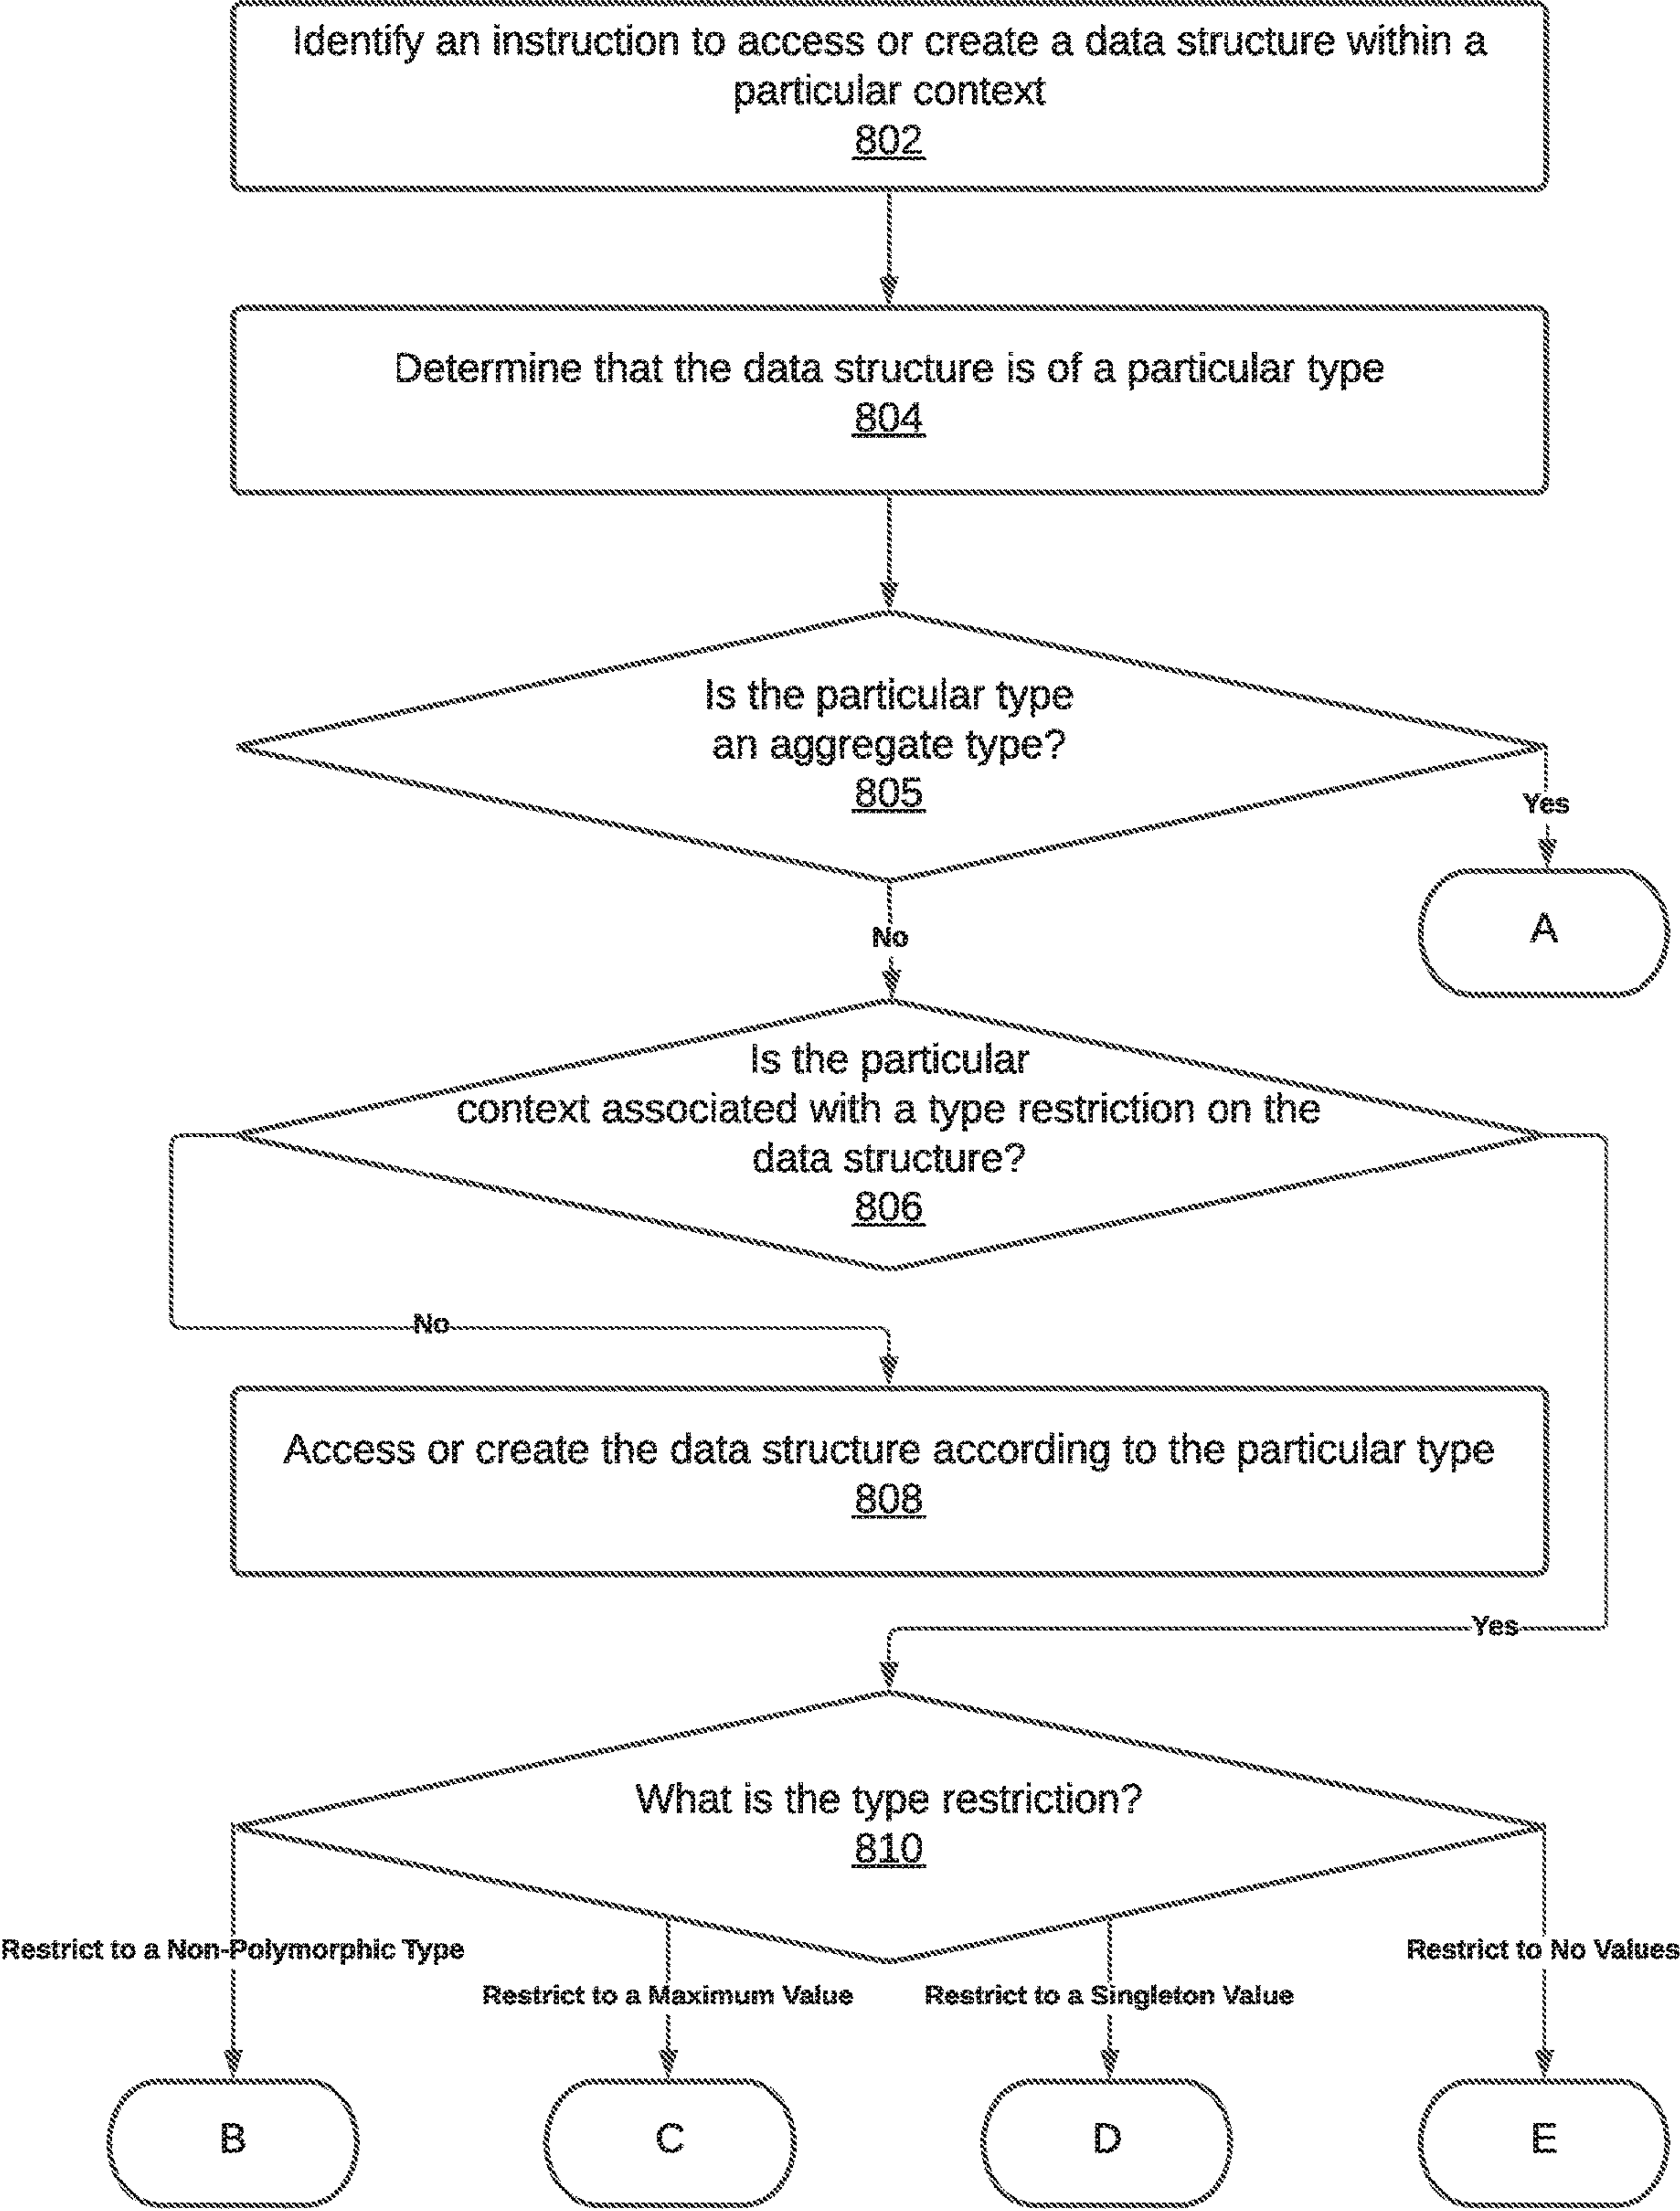 Identify an instruction to access or create a data structure within a
particular context
802
Determine that the data structure is of a particular type
804
Is the particular type
an aggregate type?
805
Yes
A
No
Is the particular
context associated with a type restriction on the
data structure?
806
No
Access or create the data structure according to the particular type
808
Yes
What is the type restriction?
810
Restrict to a Non-Polymorphic Type
Restrict to No Values
Restrict to a Maximum Value
Restrict to a Singleton Value
B
C
D
E